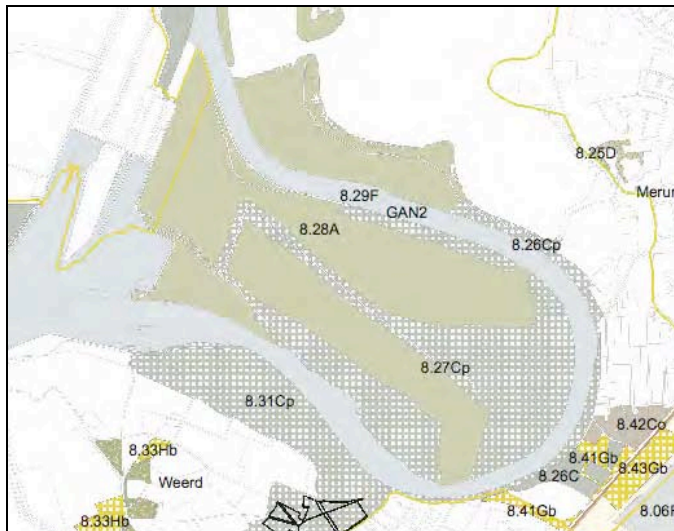 8.25D
Merum
8.29F
GAN2
8.28A
8.26Cp
8.27Cp
8.31Cp
8.42Co
8.33Hb
8.41Gb
8.26C
8.43Gb
Weerd
8.41Gb
8.33Hb
8.06F